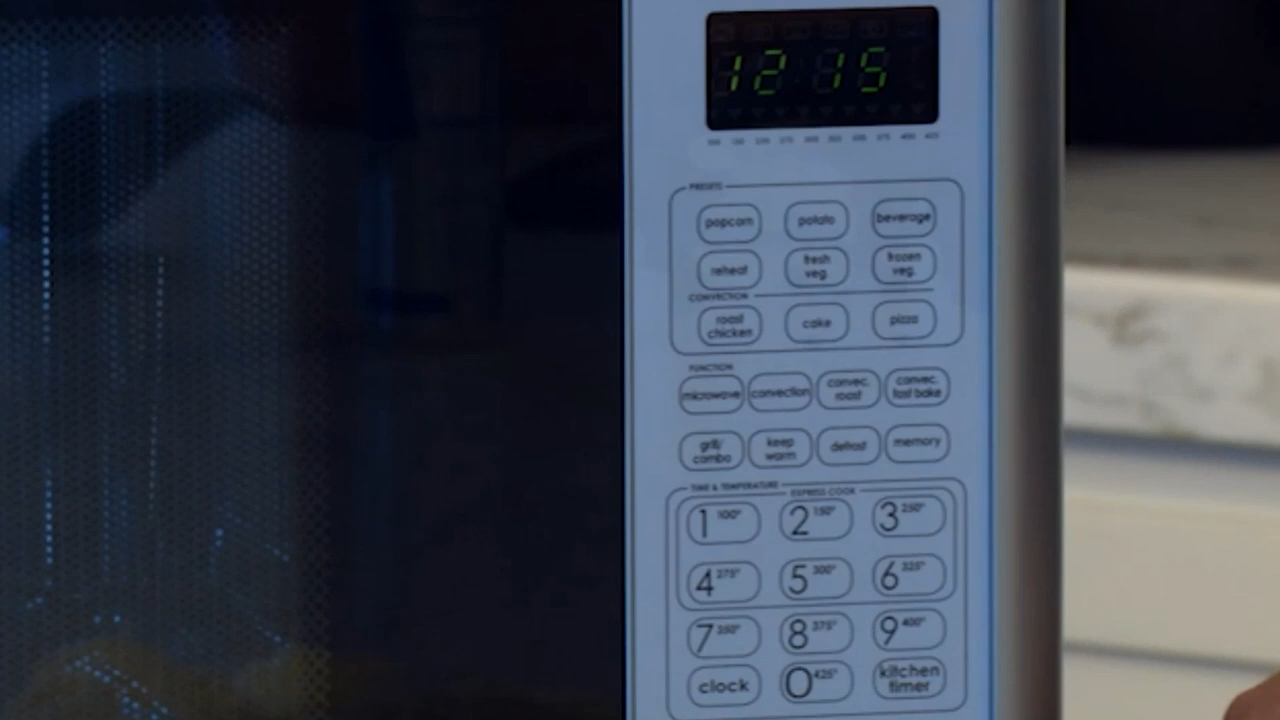 12 15
PRESETS
popcorn potato beverage
reheat fresh veg. frozen veg.
CONVECTION
roast chicken cake pizza
FUNCTION
microwave convection convec. roast convec. fast bake
grill/ combo keep warm defrost memory
TIME & TEMPERATURE
EXPRESS COOK
1 100° 2 150° 3 250°
4 275° 5 300° 6 325°
7 350° 8 375° 9 400°
clock 0 425° kitchen timer